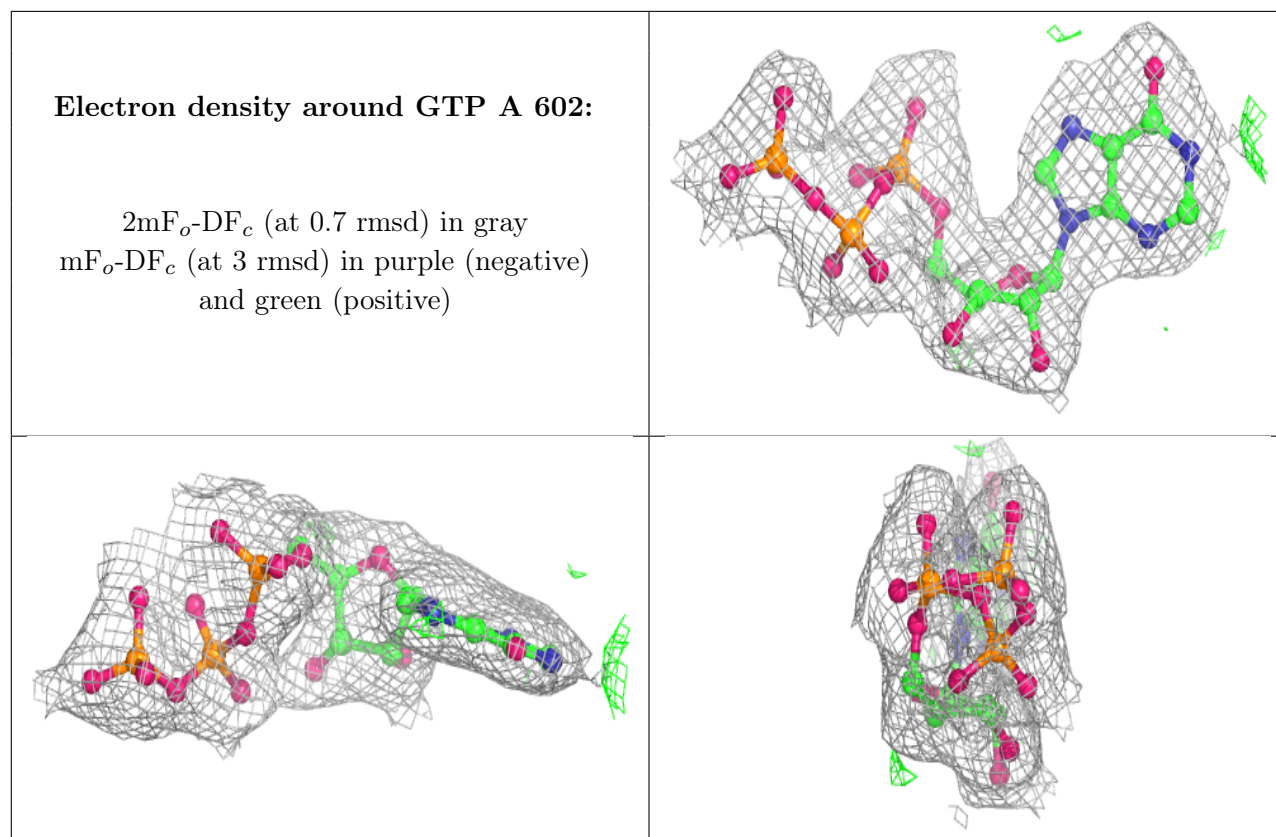 Electron density around GTP A 602:
2mFo-DFc (at 0.7 rmsd) in gray
mFo-DFc (at 3 rmsd) in purple (negative)
and green (positive)